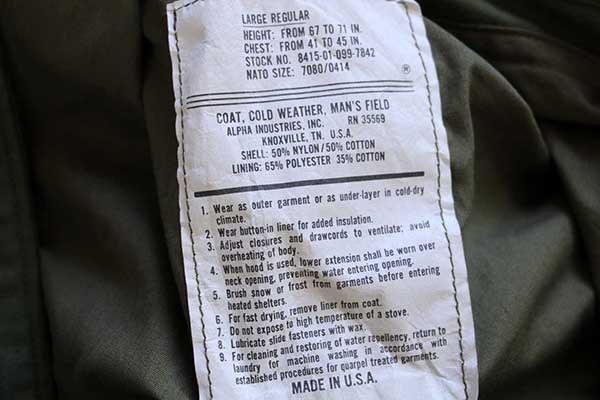 LARGE REGULAR
HEIGHT: FROM 67 TO 71 IN.
CHEST: FROM 41 TO 45 IN.
STOCK NO. 8415-01-099-7842
NATO SIZE: 7080/0414
®
COAT, COLD WEATHER, MAN'S FIELD
ALPHA INDUSTRIES, INC. RN 35569
KNOXVILLE, TN. U.S.A.
SHELL: 50% NYLON/50% COTTON
LINING: 65% POLYESTER 35% COTTON
1. Wear as outer garment or as under-layer in cold-dry
climate.
2. Wear button-in liner for added insulation.
3. Adjust closures and drawcords to ventilate; avoid
overheating of body.
4. When hood is used, lower extension shall be worn over
neck opening, preventing water entering opening.
5. Brush snow or frost from garments before entering
heated shelters.
6. For fast drying, remove liner from coat.
7. Do not expose to high temperature of a stove.
8. Lubricate slide fasteners with wax.
9. For cleaning and restoring of water repellency, return to
laundry for machine washing in accordance with
established procedures for quarpel treated garments.
MADE IN U.S.A.